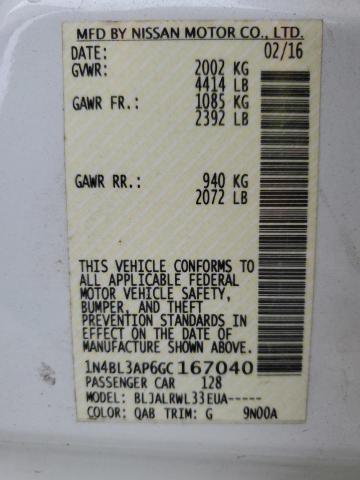 MFD BY NISSAN MOTOR CO., LTD.
DATE: 02/16
GVWR: 2002 KG
4414 LB
GAWR FR.: 1085 KG
2392 LB
GAWR RR.: 940 KG
2072 LB
THIS VEHICLE CONFORMS TO
ALL APPLICABLE FEDERAL
MOTOR VEHICLE SAFETY,
BUMPER, AND THEFT
PREVENTION STANDARDS IN
EFFECT ON THE DATE OF
MANUFACTURE SHOWN ABOVE.
1N4BL3AP6GC167040
PASSENGER CAR 128
MODEL: BLJALRWL33EUA-----
COLOR: QAB TRIM: G 9N00A